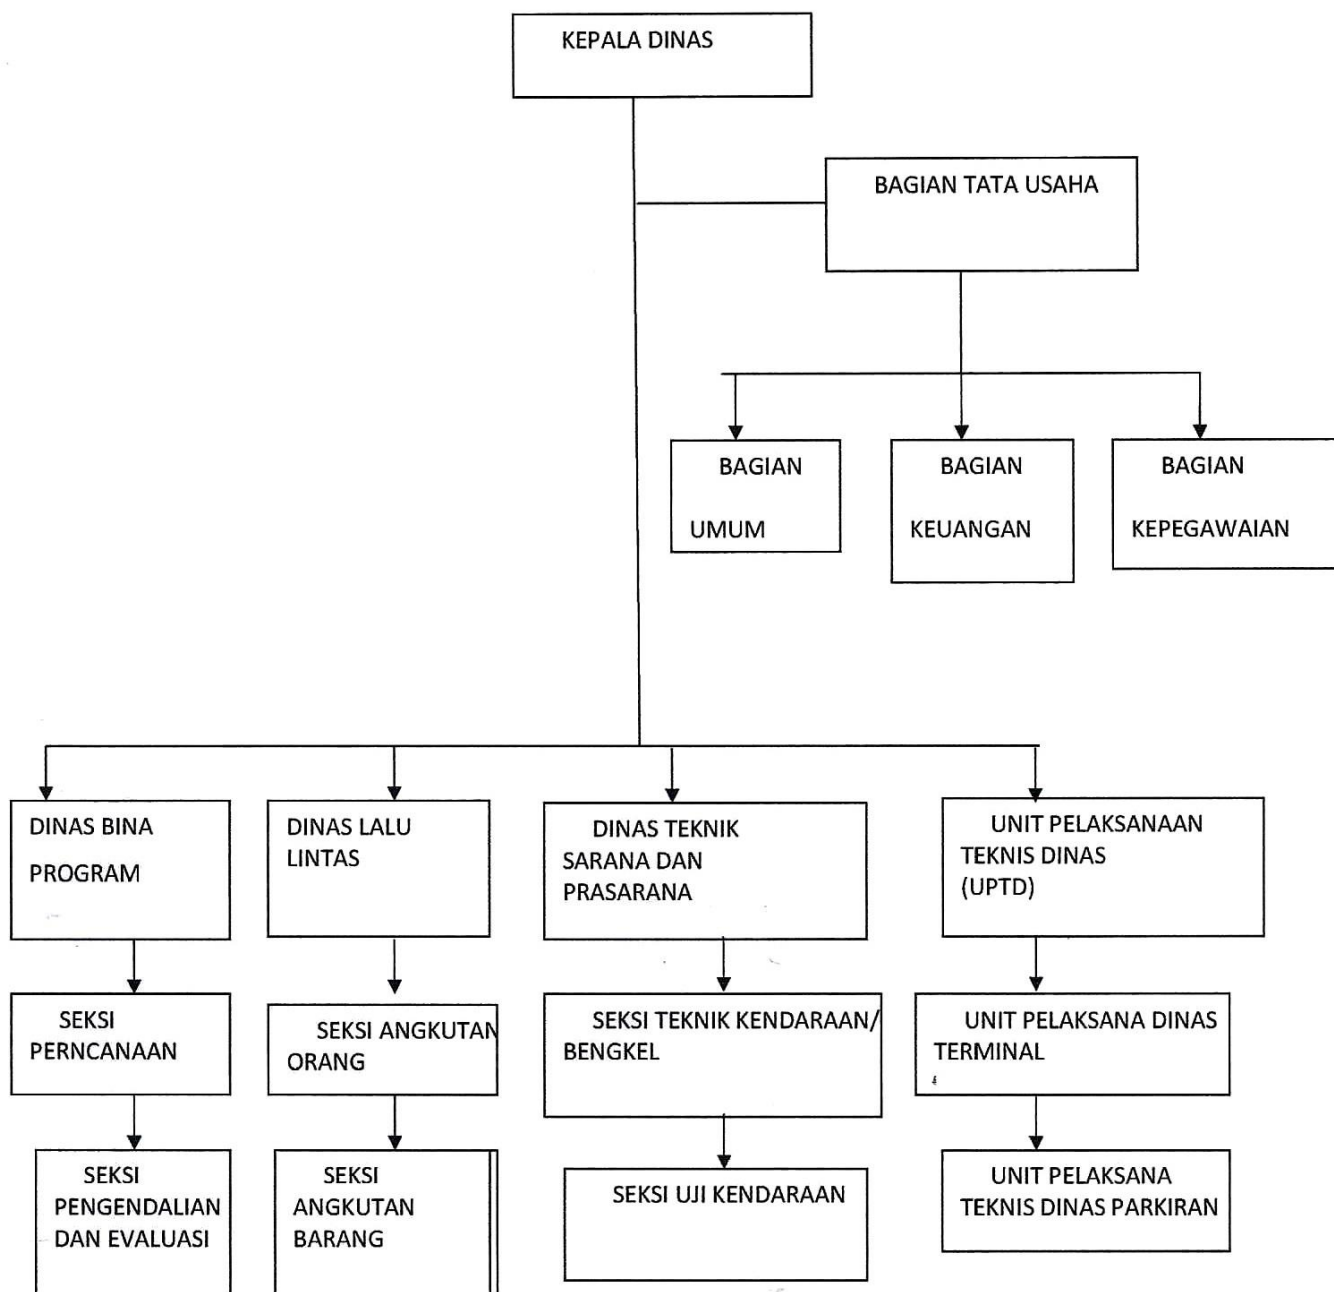 KEPALA DINAS
BAGIAN TATA USAHA
BAGIAN
UMUM
BAGIAN
KEUANGAN
BAGIAN
KEPEGAWAIAN
DINAS BINA
PROGRAM
DINAS LALU
LINTAS
DINAS TEKNIK
SARANA DAN
PRASARANA
UNIT PELAKSANAAN
TEKNIS DINAS
(UPTD)
SEKSI
PERNCANAAN
SEKSI ANGKUTAN
ORANG
SEKSI TEKNIK KENDARAAN/
BENGKEL
UNIT PELAKSANA DINAS
TERMINAL
SEKSI
PENGENDALIAN
DAN EVALUASI
SEKSI
ANGKUTAN
BARANG
SEKSI UJI KENDARAAN
UNIT PELAKSANA
TEKNIS DINAS PARKIRAN